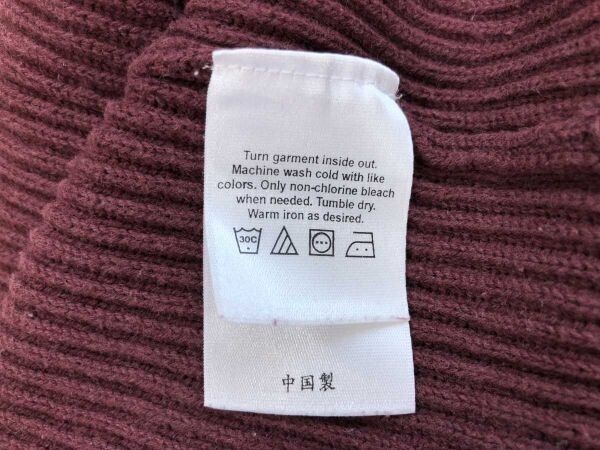 Turn garment inside out.
Machine wash cold with like
colors. Only non-chlorine bleach
when needed. Tumble dry.
Warm iron as desired.
30C
中国製